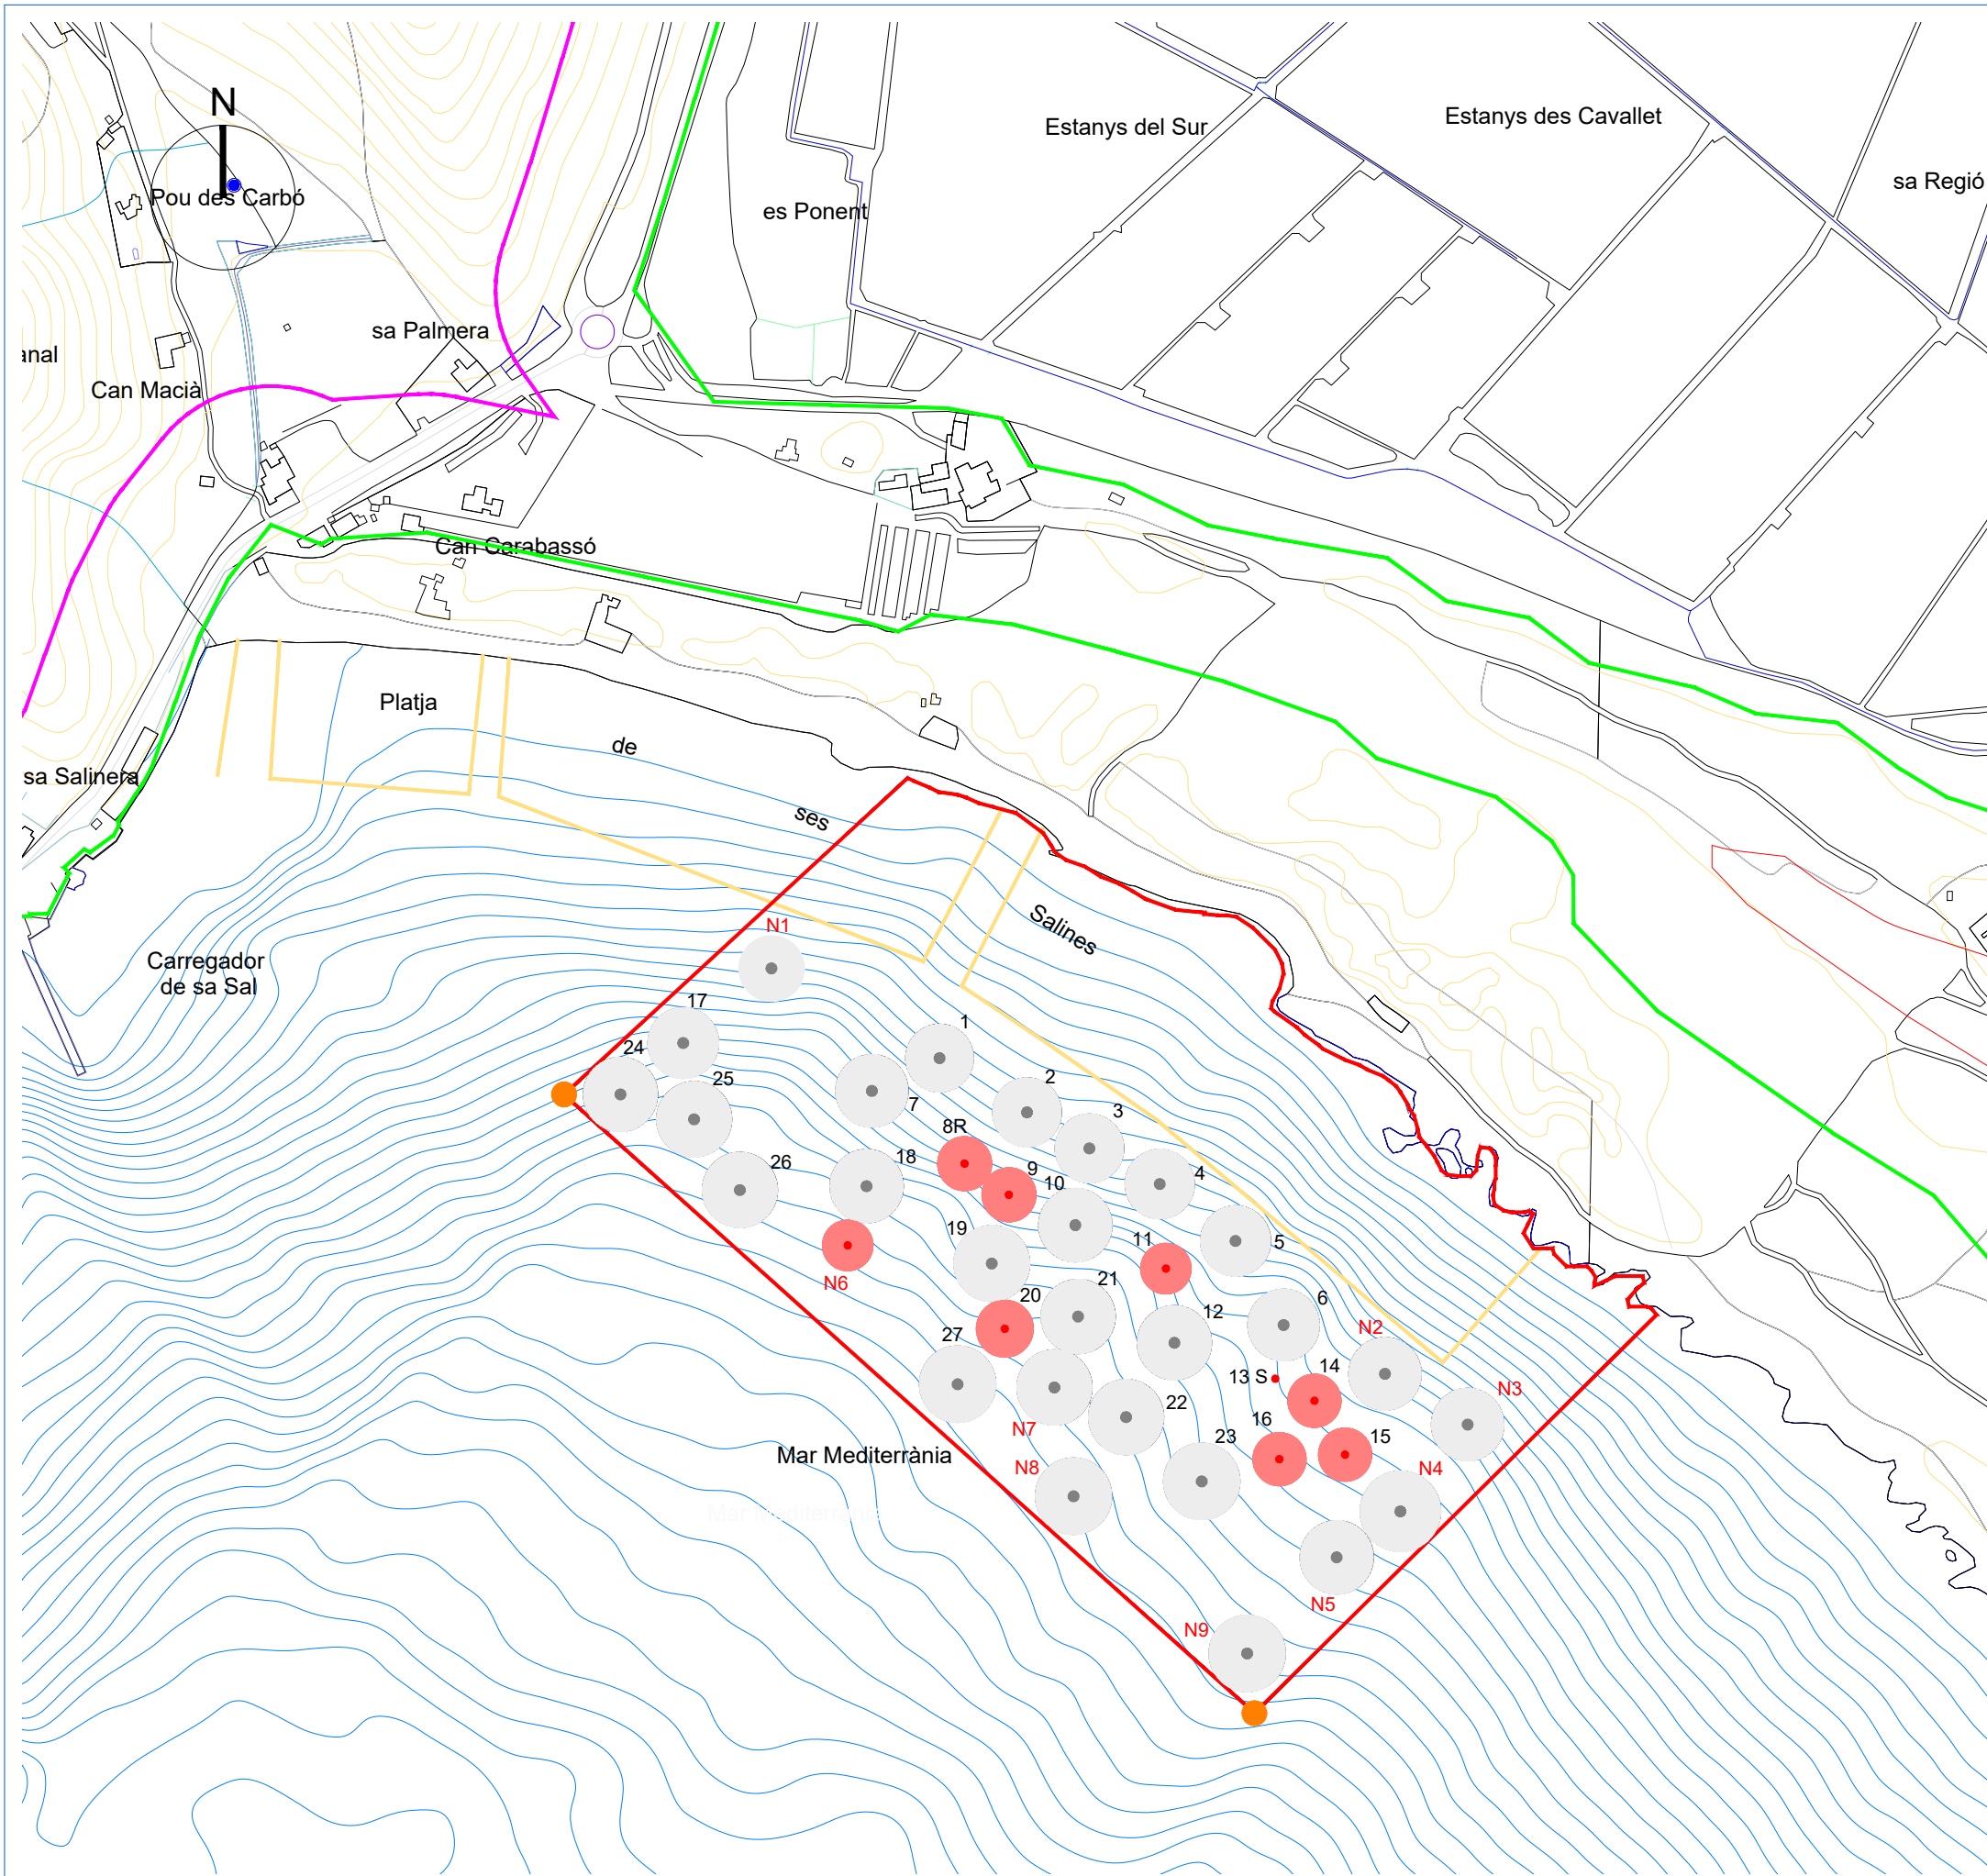 N
Estanys del Sur
Estanys des Cavallet
sa Regió
Pou des Carbó
es Ponent
sa Palmera
anal
Can Macià
Can Carabassó
Platja
de
ses
Salines
sa Salinera
Carregador
de sa Sal
N1
17
1
24
25
7
2
3
8R
18
9
26
10
4
19
11
5
N6
21
20
12
6
27
N2
13 S
14
N3
N7
22
16
15
23
N8
N4
Mar Mediterrània
Mar Mediterrània
N5
N9